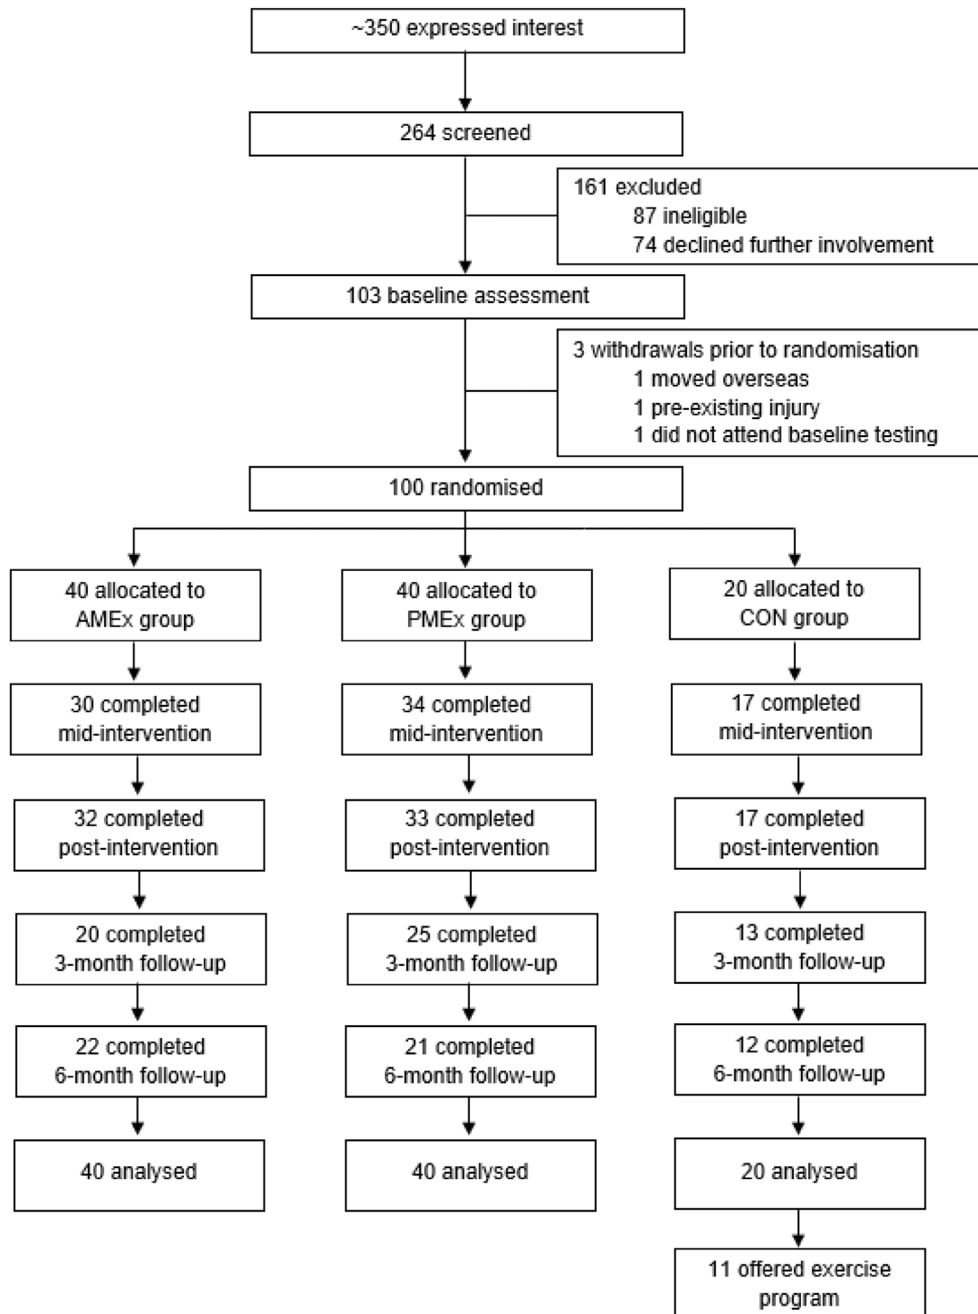 ~350 expressed interest
264 screened
161 excluded
87 ineligible
74 declined further involvement
103 baseline assessment
3 withdrawals prior to randomisation
1 moved overseas
1 pre-existing injury
1 did not attend baseline testing
100 randomised
40 allocated to
AMEx group
40 allocated to
PMEx group
20 allocated to
CON group
30 completed
mid-intervention
34 completed
mid-intervention
17 completed
mid-intervention
32 completed
post-intervention
33 completed
post-intervention
17 completed
post-intervention
20 completed
3-month follow-up
25 completed
3-month follow-up
13 completed
3-month follow-up
22 completed
6-month follow-up
21 completed
6-month follow-up
12 completed
6-month follow-up
40 analysed
40 analysed
20 analysed
11 offered exercise
program